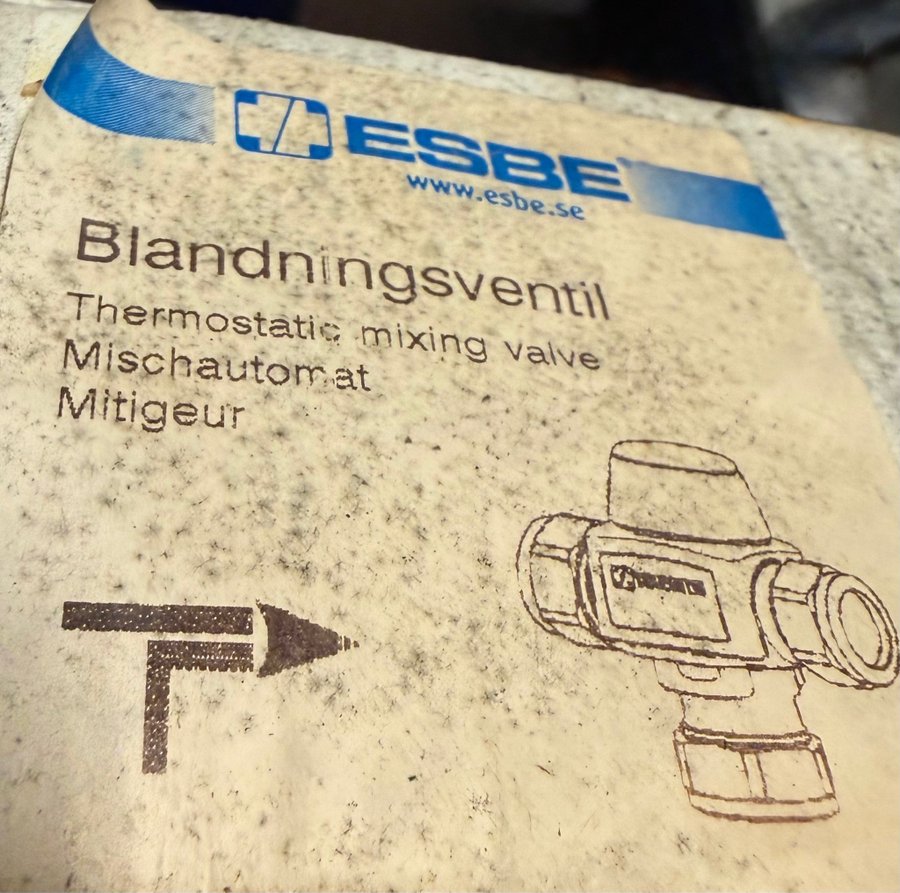 ESBE
www.esbe.se
Blandningsventil
Thermostatic mixing valve
Mischautomat
Mitigeur